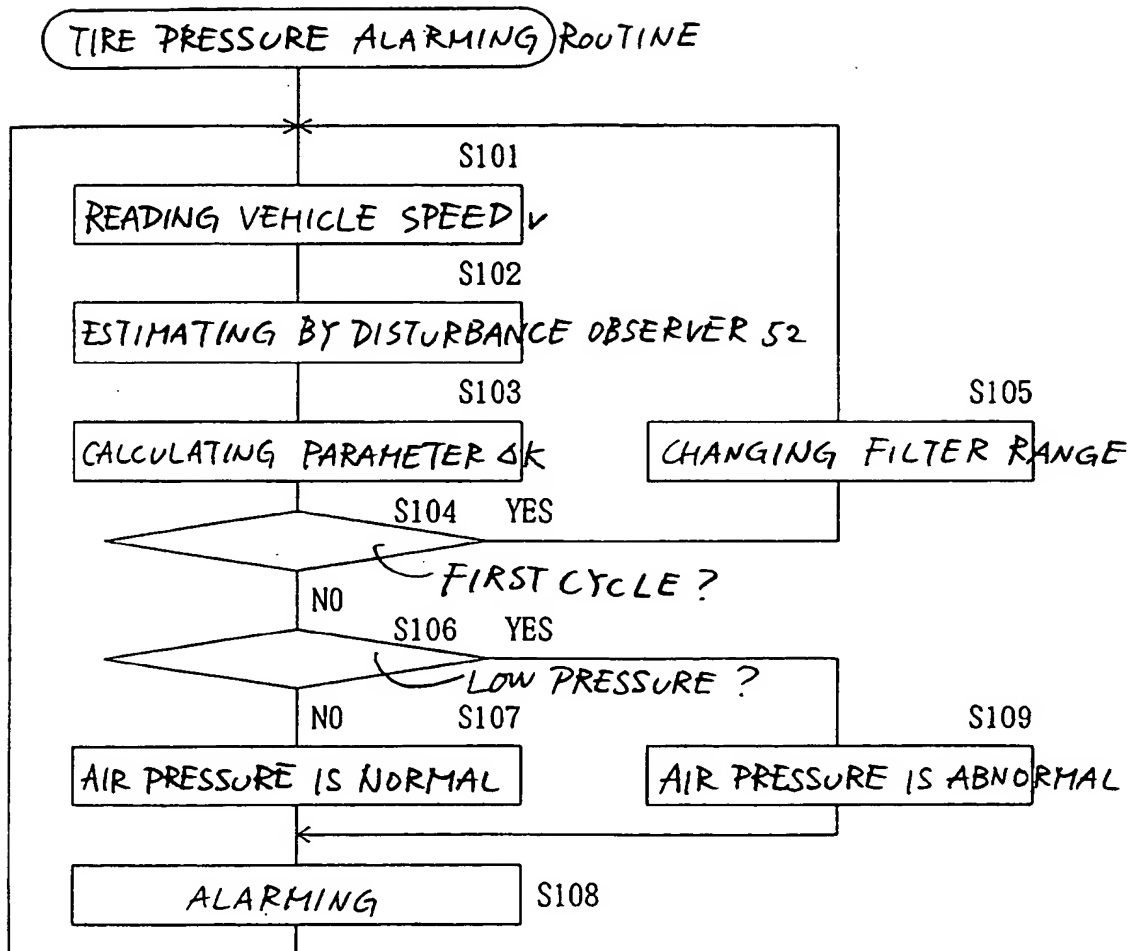 TIRE PRESSURE ALARMING ROUTINE
S101
READING VEHICLE SPEED v
S102
ESTIMATING BY DISTURBANCE OBSERVER 52
S103
S105
CALCULATING PARAMETER ΔK
CHANGING FILTER RANGE
S104 YES
FIRST CYCLE ?
NO
S106 YES
LOW PRESSURE ?
NO S107
S109
AIR PRESSURE IS NORMAL
AIR PRESSURE IS ABNORMAL
ALARMING
S108